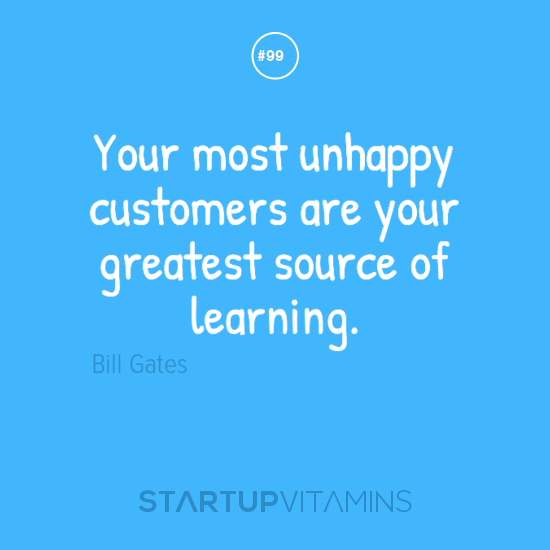 #99
Your most unhappy
customers are your
greatest source of
learning.
Bill Gates
STARTUPVITAMINS